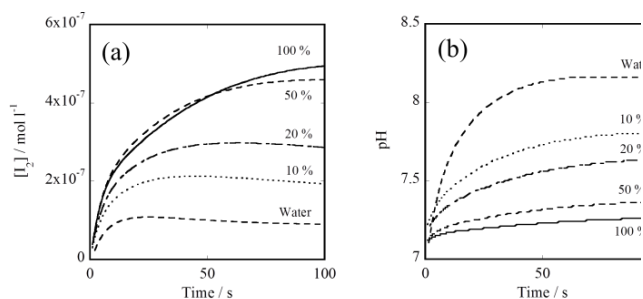 (a)
6x10⁻⁷
4x10⁻⁷
2x10⁻⁷
0
[I₂] / mol l⁻¹
100 %
50 %
20 %
10 %
Water
0
50
100
Time / s
(b)
8.5
8
7.5
7
pH
Wat
10 %
20 %
50 %
100 %
0
50
Time / s